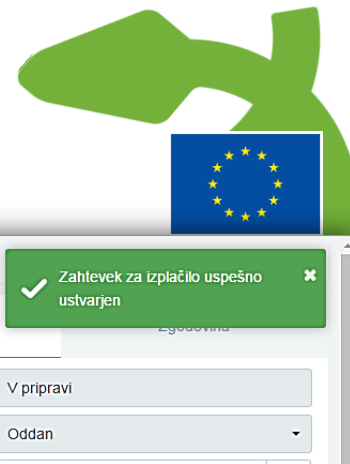 Zahtevek za izplačilo uspešno
ustvarjen
Zgodovina
V pripravi
Oddan